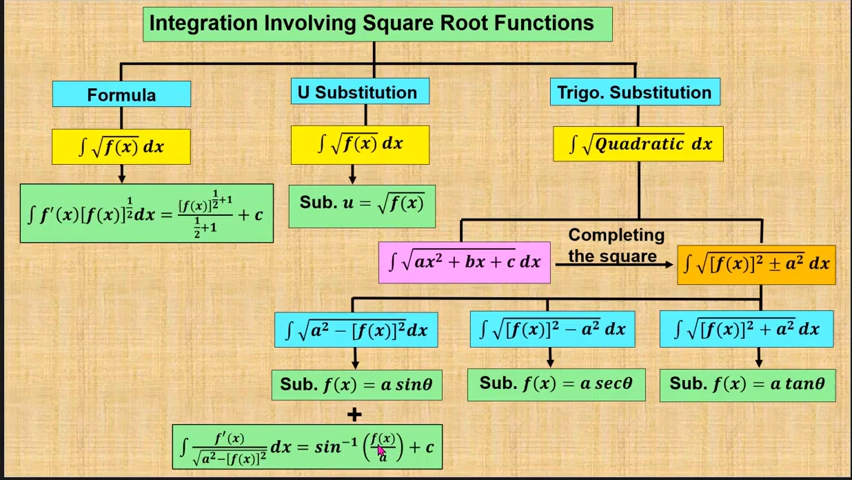 Integration Involving Square Root Functions
Formula
U Substitution
Trigo. Substitution
∫ √f(x) dx
∫ √f(x) dx
∫ √Quadratic dx
∫ f′(x)[f(x)]^(1/2) dx = [f(x)]^(1/2+1) / (1/2+1) + c
Sub. u = √f(x)
∫ √(ax² + bx + c) dx
Completing
the square
∫ √([f(x)]² ± a²) dx
∫ √(a² − [f(x)]²) dx
∫ √([f(x)]² − a²) dx
∫ √([f(x)]² + a²) dx
Sub. f(x) = a sinθ
Sub. f(x) = a secθ
Sub. f(x) = a tanθ
+
∫ f′(x) / √(a²−[f(x)]²) dx = sin⁻¹ (f(x)/a) + c